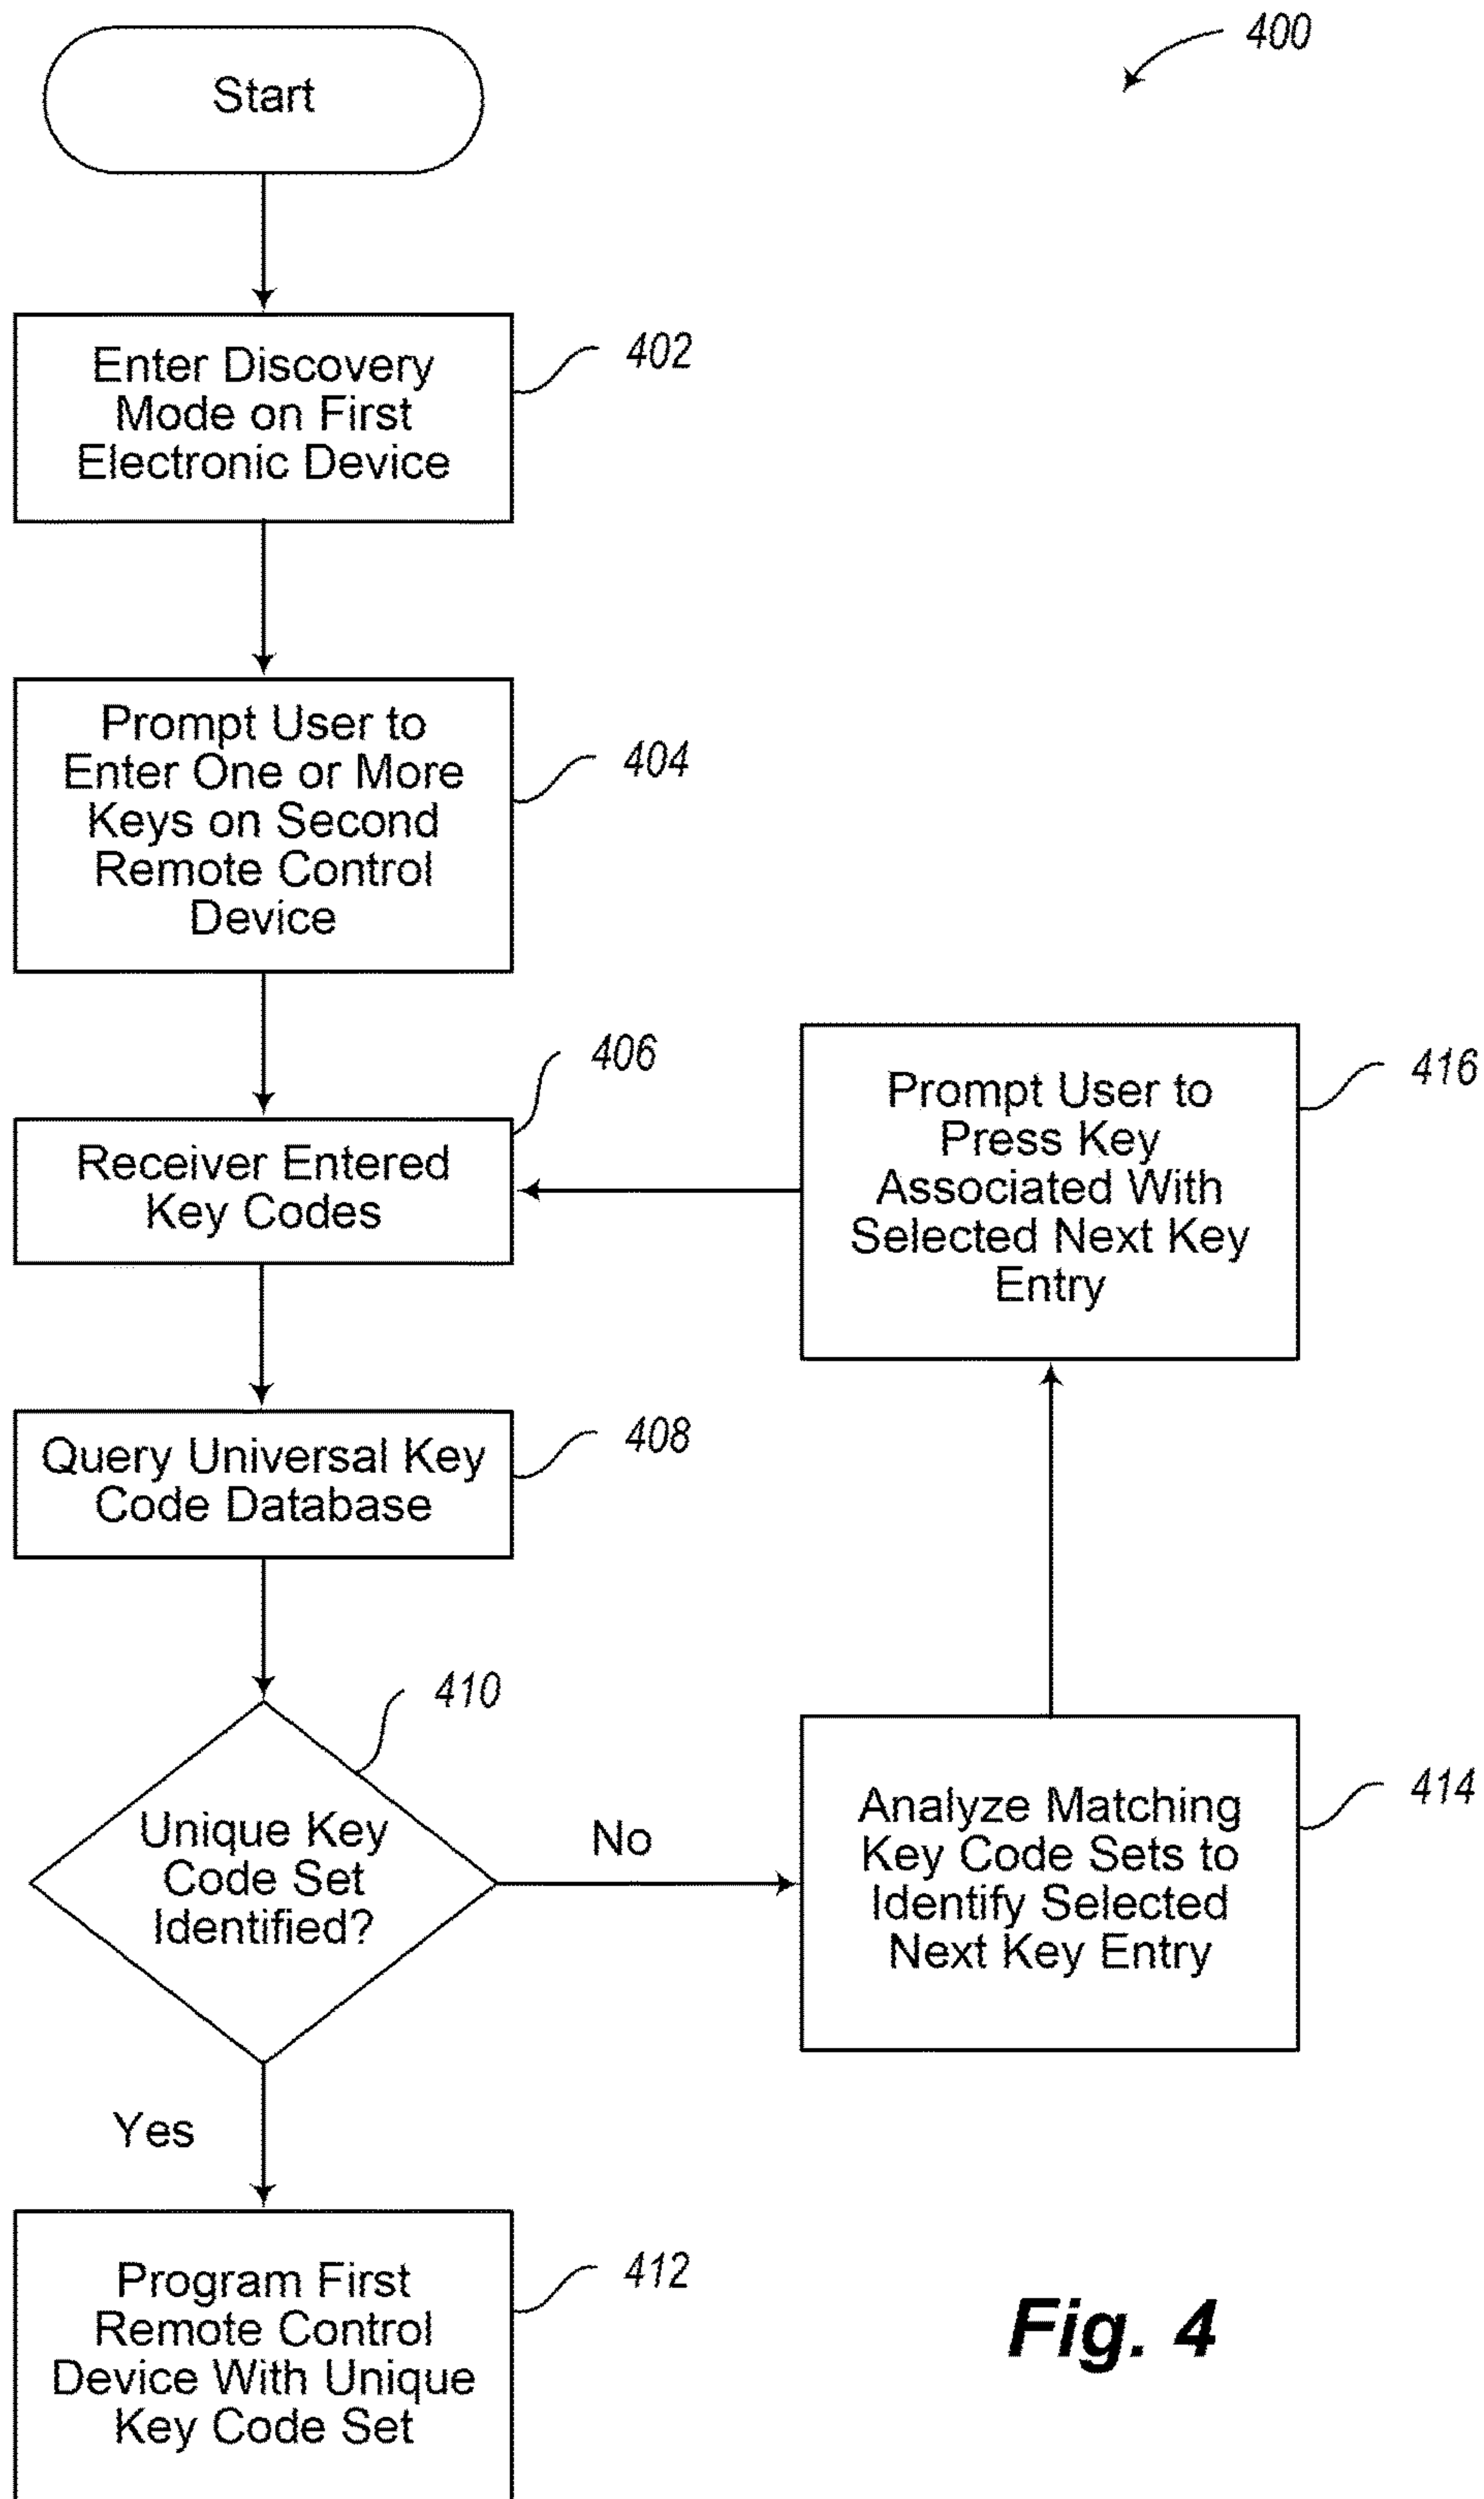 400
Start
Enter Discovery
Mode on First
Electronic Device
402
Prompt User to
Enter One or More
Keys on Second
Remote Control
Device
404
Receiver Entered
Key Codes
406
Prompt User to
Press Key
Associated With
Selected Next Key
Entry
416
Query Universal Key
Code Database
408
Unique Key
Code Set
Identified?
410
No
Analyze Matching
Key Code Sets to
Identify Selected
Next Key Entry
414
Yes
Program First
Remote Control
Device With Unique
Key Code Set
412
Fig. 4